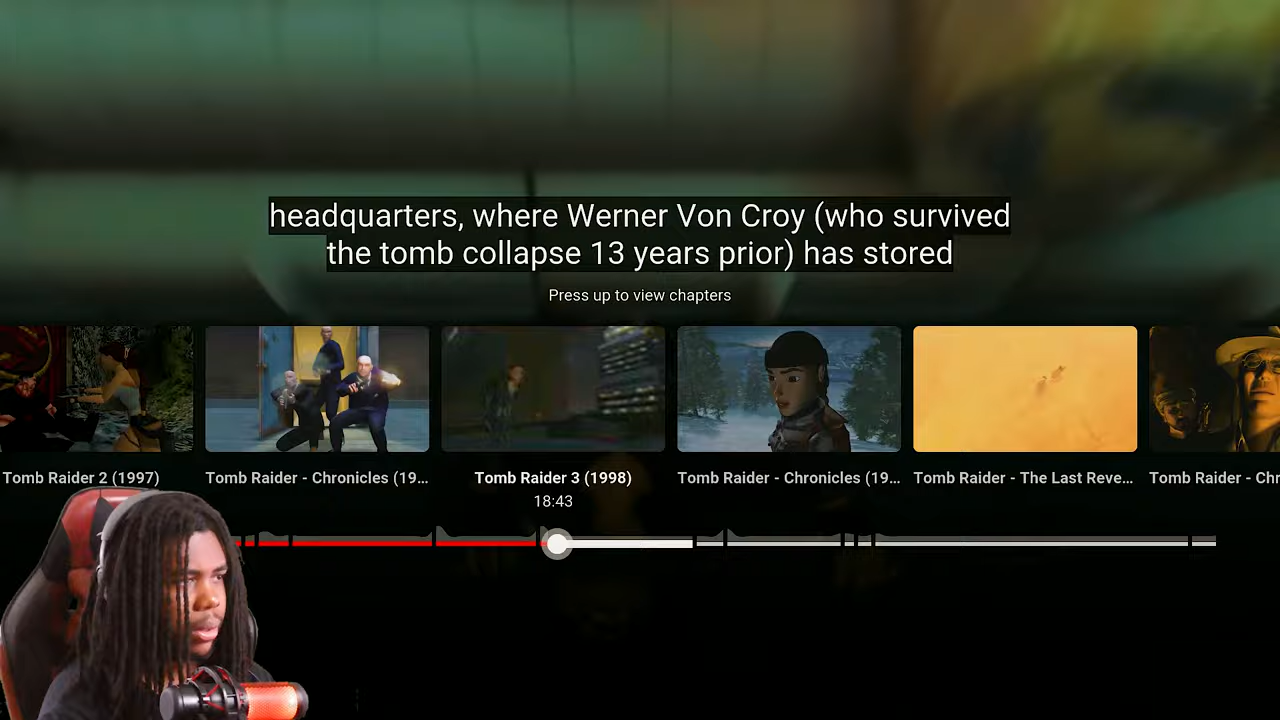 headquarters, where Werner Von Croy (who survived
the tomb collapse 13 years prior) has stored
Press up to view chapters
Tomb Raider 2 (1997)
Tomb Raider - Chronicles (19...
Tomb Raider 3 (1998)
Tomb Raider - Chronicles (19...
Tomb Raider - The Last Reve...
Tomb Raider - Chr
18:43